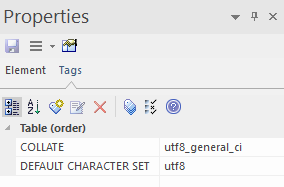 Properties
Element Tags
Table (order)
COLLATE utf8_general_ci
DEFAULT CHARACTER SET utf8